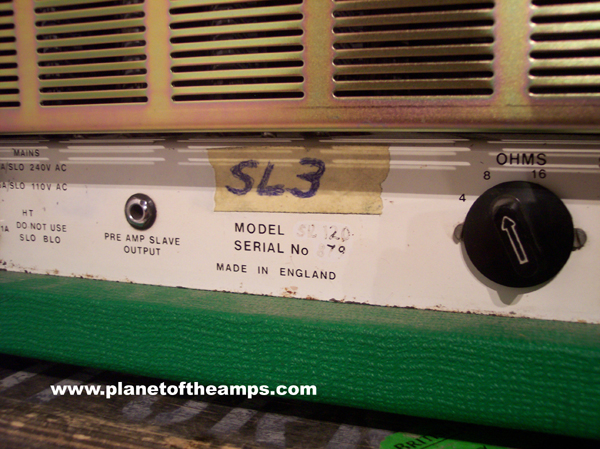 MAINS
A/SLO 240V AC
A/SLO 110V AC
HT
1A DO NOT USE
SLO BLO
PRE AMP SLAVE
OUTPUT
SL3
MODEL
SERIAL No
MADE IN ENGLAND
OHMS
4 8 16
www.planetoftheamps.com